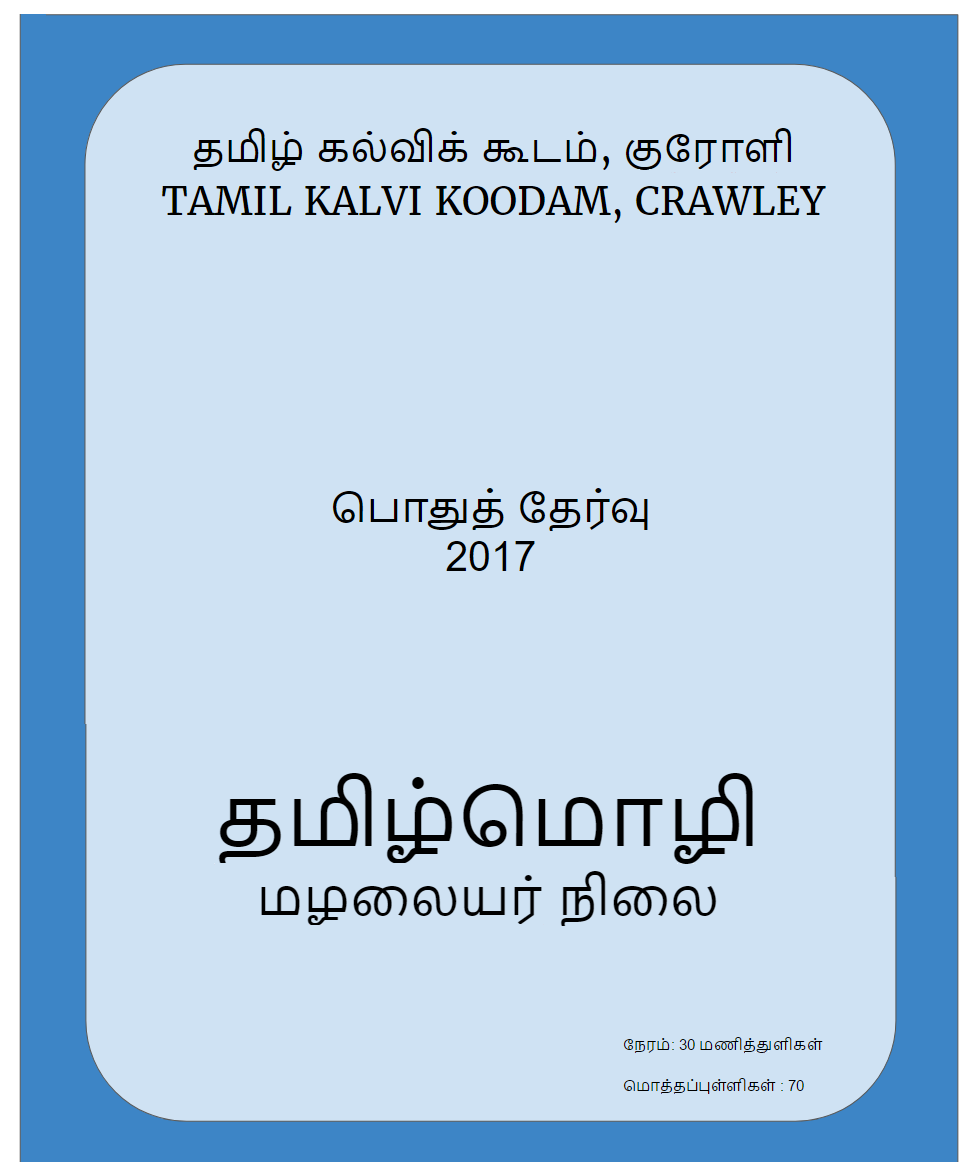 தமிழ் கல்விக் கூடம், குரோளி
TAMIL KALVI KOODAM, CRAWLEY
பொதுத் தேர்வு
2017
தமிழ்மொழி
மழலையர் நிலை
நேரம்: 30 மணித்துளிகள்
மொத்தப்புள்ளிகள் : 70